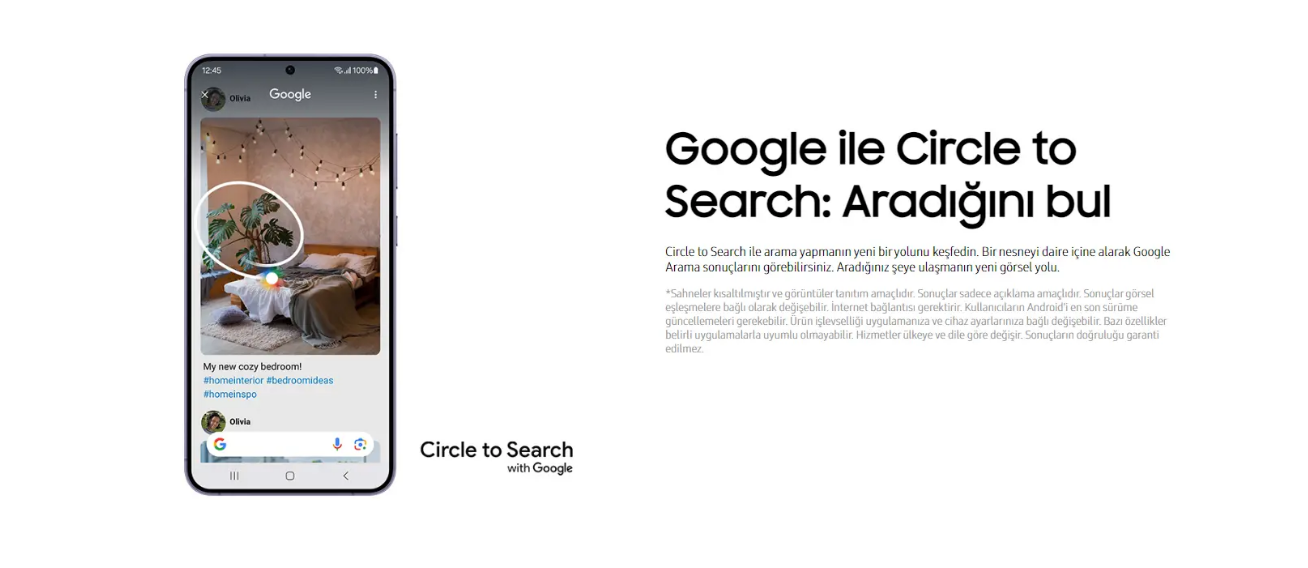 12:45
100%
Olivia
Google
My new cozy bedroom!
#homeinterior #bedroomideas
#homeinspo
Olivia
G
Circle to Search
with Google
Google ile Circle to
Search: Aradığını bul
Circle to Search ile arama yapmanın yeni bir yolunu keşfedin. Bir nesneyi daire içine alarak Google
Arama sonuçlarını görebilirsiniz. Aradığınız şeye ulaşmanın yeni görsel yolu.
*Sahneler kısaltılmıştır ve görüntüler tanıtım amaçlıdır. Sonuçlar sadece açıklama amaçlıdır. Sonuçlar görsel
eşleşmelere bağlı olarak değişebilir. İnternet bağlantısı gerektirir. Kullanıcıların Android'i en son sürüme
güncellemeleri gerekebilir. Ürün işlevselliği uygulamanıza ve cihaz ayarlarınıza bağlı değişebilir. Bazı özellikler
belirli uygulamalarla uyumlu olmayabilir. Hizmetler ülkeye ve dile göre değişir. Sonuçların doğruluğu garanti
edilmez.